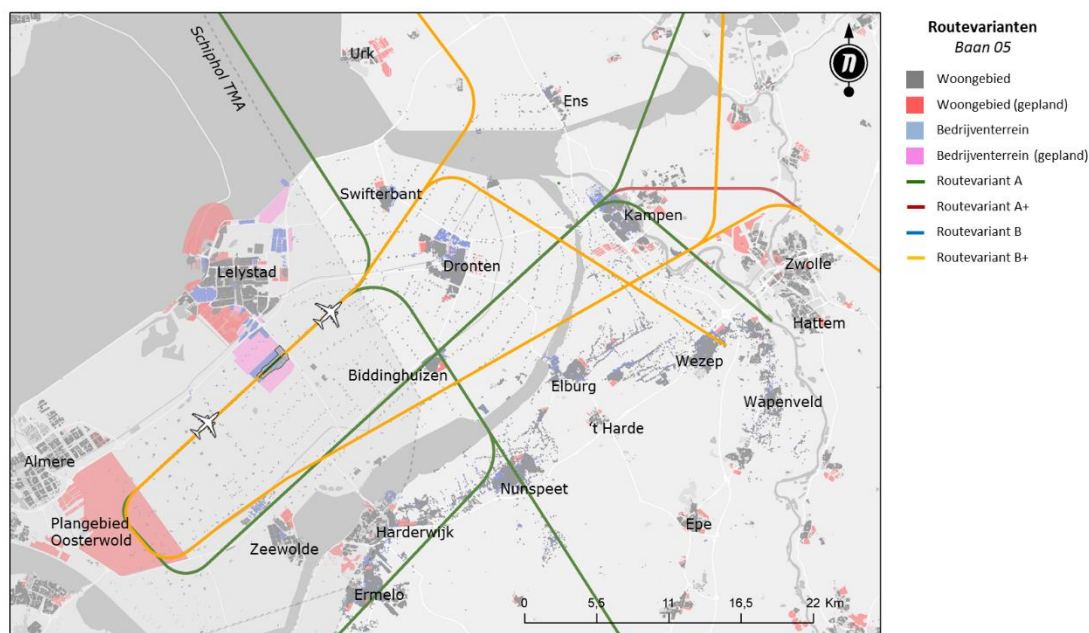 Routevarianten
Baan 05
Woongebied
Woongebied (gepland)
Bedrijventerrein
Bedrijventerrein (gepland)
Routevariant A
Routevariant A+
Routevariant B
Routevariant B+
Schiphol TMA
Urk
Ens
Swifterbant
Kampen
Lelystad
Dronten
Zwolle
Hattem
Biddinghuizen
Elburg
Wezep
Wapenveld
't Harde
Almere
Nunspeet
Plangebied
Oosterwold
Zeewolde
Harderwijk
Epe
Ermelo
0 5,5 11 16,5 22 Km
N